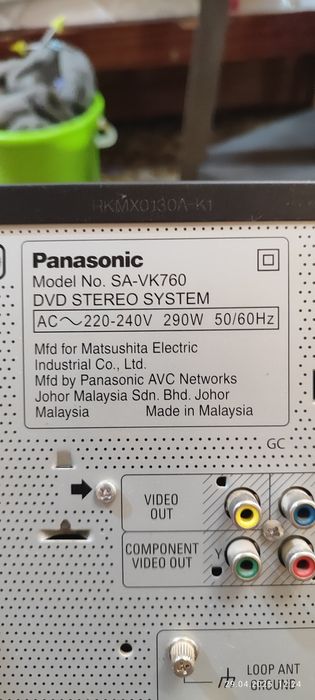 RKMX0130A-K1
Panasonic
Model No. SA-VK760
DVD STEREO SYSTEM
AC～220-240V 290W 50/60Hz
Mfd for Matsushita Electric
Industrial Co., Ltd.
Mfd by Panasonic AVC Networks
Johor Malaysia Sdn. Bhd. Johor
Malaysia Made in Malaysia
GC
VIDEO
OUT
COMPONENT
VIDEO OUT
Y
LOOP ANT